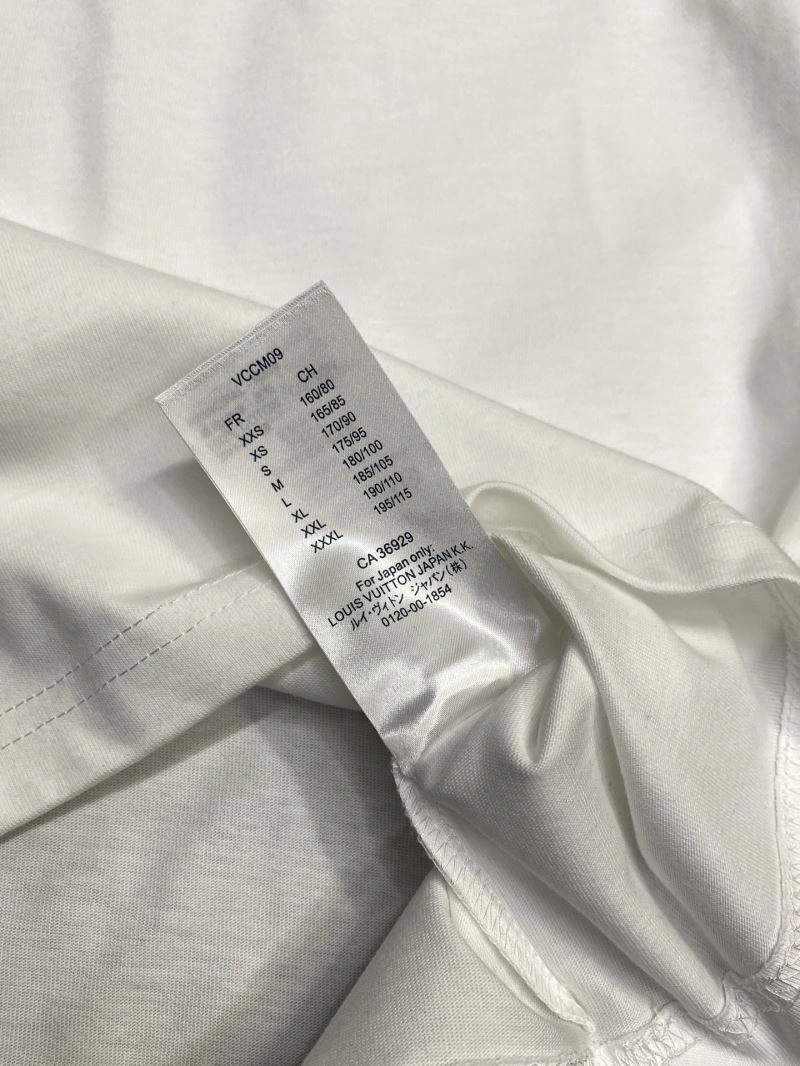 VCCM09
FR CH
XXS 160/80
XS 165/85
S 170/90
M 175/95
L 180/100
XL 185/105
XXL 190/110
XXXL 195/115
CA 36929
For Japan only:
LOUIS VUITTON JAPAN K.K.
ルイ・ヴィトン ジャパン(株)
0120-00-1854